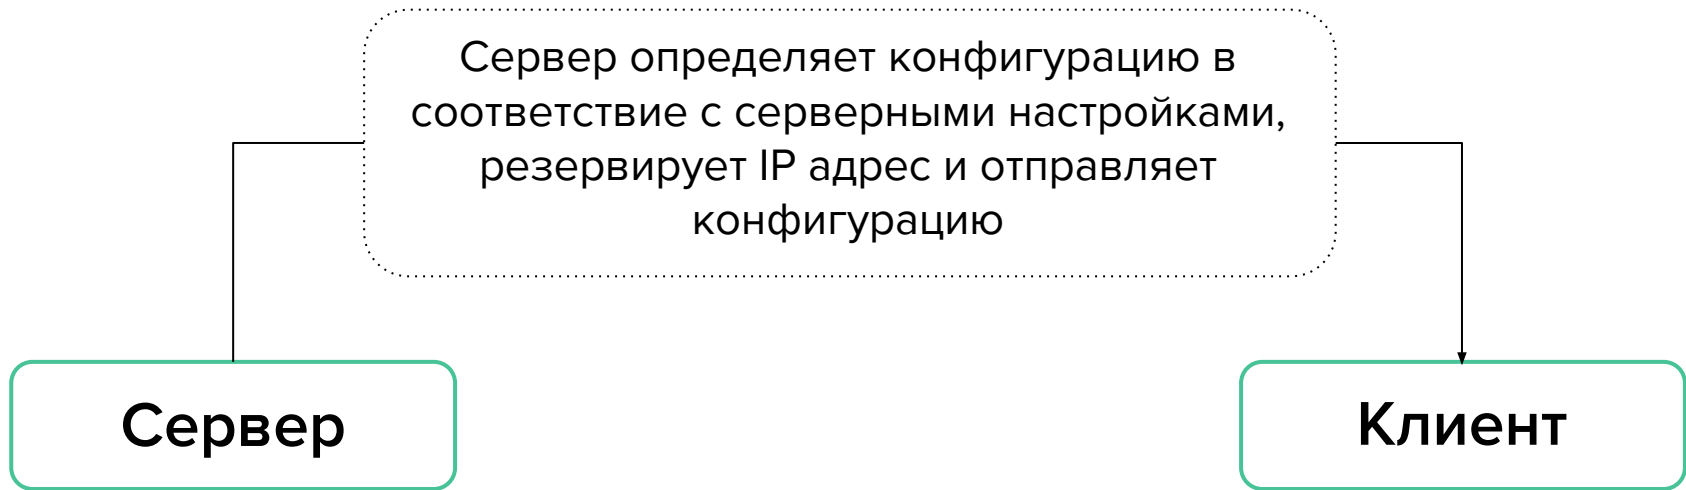 Сервер определяет конфигурацию в
соответствие с серверными настройками,
резервирует IP адрес и отправляет
конфигурацию
Сервер
Клиент